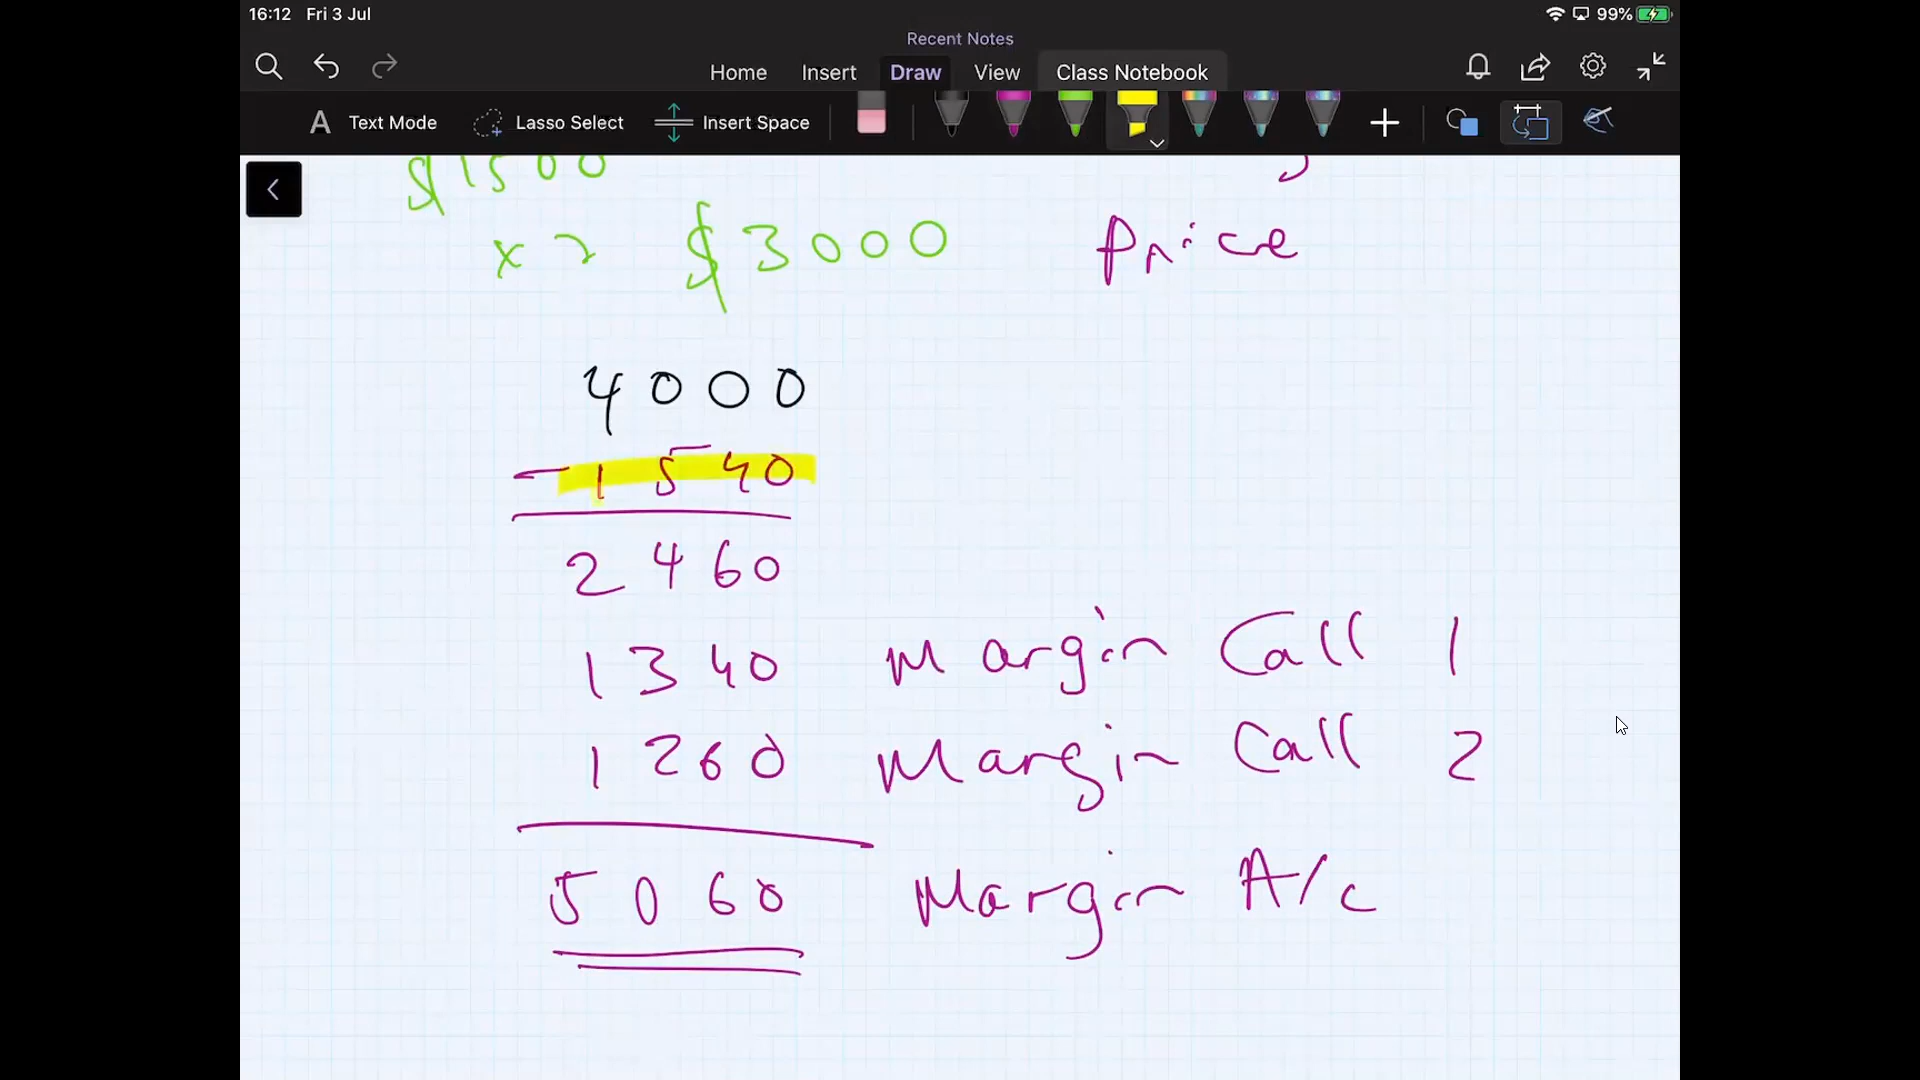 16:12 Fri 3 Jul 99%
Recent Notes
Home Insert Draw View Class Notebook
Text Mode Lasso Select Insert Space
$1500
x 2 $3000 Price
4000
- 1540
2460
1340 Margin Call 1
1260 Margin Call 2
5060 Margin A/c